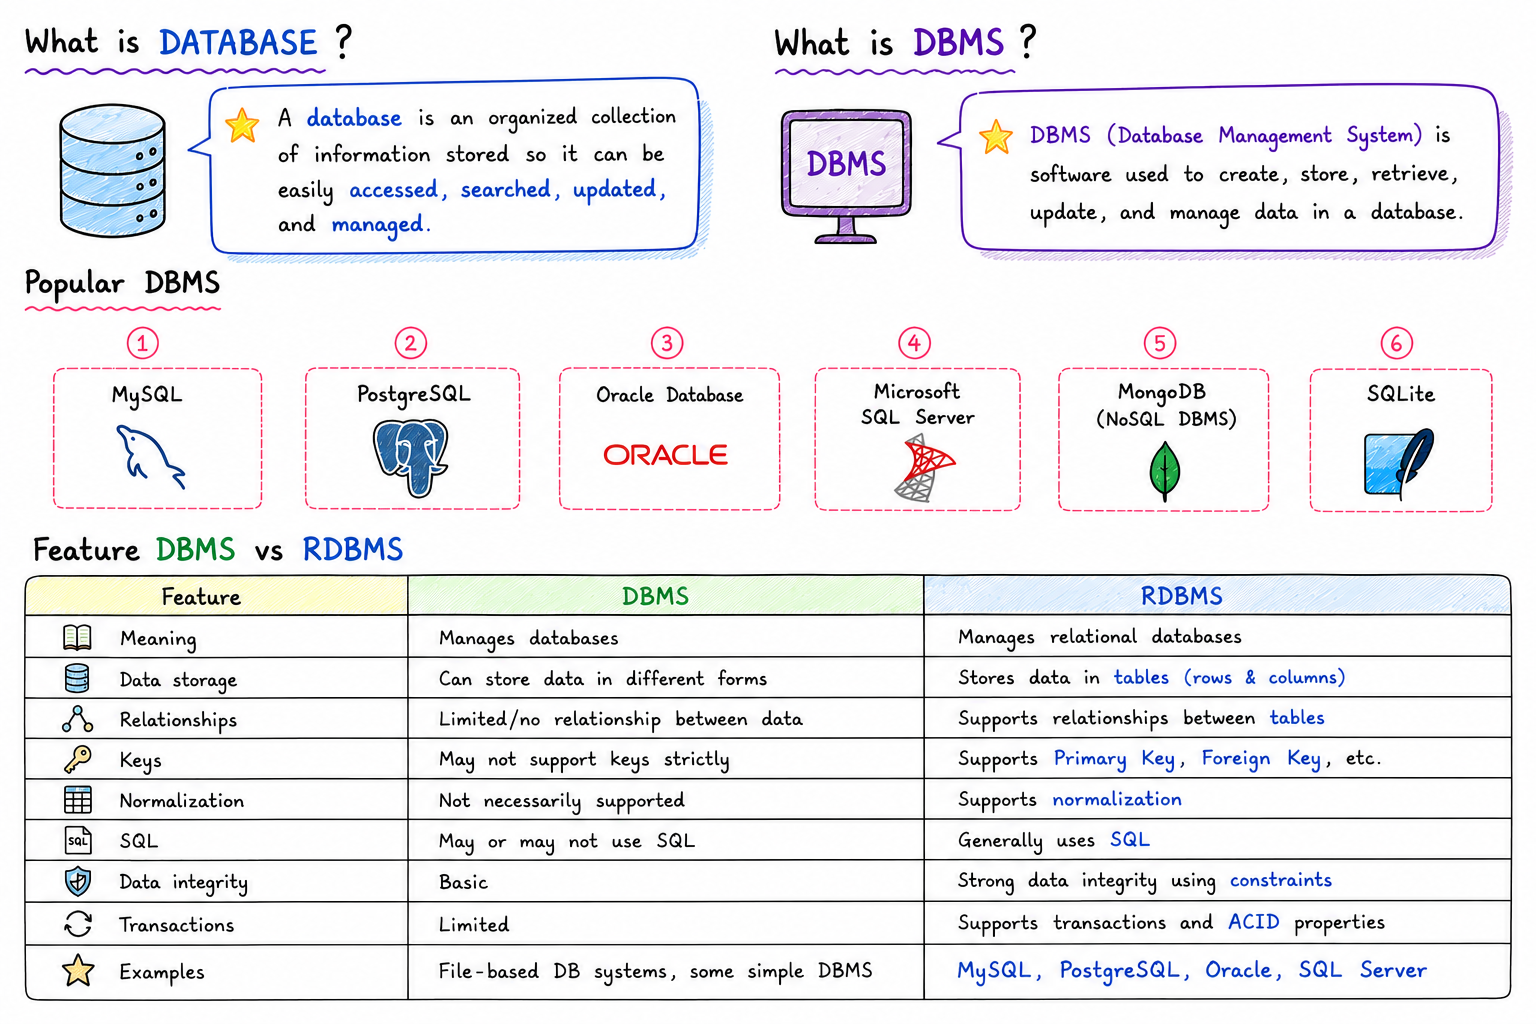 What is DATABASE ?
A database is an organized collection
of information stored so it can be
easily accessed, searched, updated,
and managed.
What is DBMS ?
DBMS
DBMS (Database Management System) is
software used to create, store, retrieve,
update, and manage data in a database.
Popular DBMS
1
MySQL
2
PostgreSQL
3
Oracle Database
ORACLE
4
Microsoft
SQL Server
5
MongoDB
(NoSQL DBMS)
6
SQLite
Feature DBMS vs RDBMS
Feature DBMS RDBMS
Meaning Manages databases Manages relational databases
Data storage Can store data in different forms Stores data in tables (rows & columns)
Relationships Limited/no relationship between data Supports relationships between tables
Keys May not support keys strictly Supports Primary Key, Foreign Key, etc.
Normalization Not necessarily supported Supports normalization
SQL SQL May or may not use SQL Generally uses SQL
Data integrity Basic Strong data integrity using constraints
Transactions Limited Supports transactions and ACID properties
Examples File-based DB systems, some simple DBMS MySQL, PostgreSQL, Oracle, SQL Server